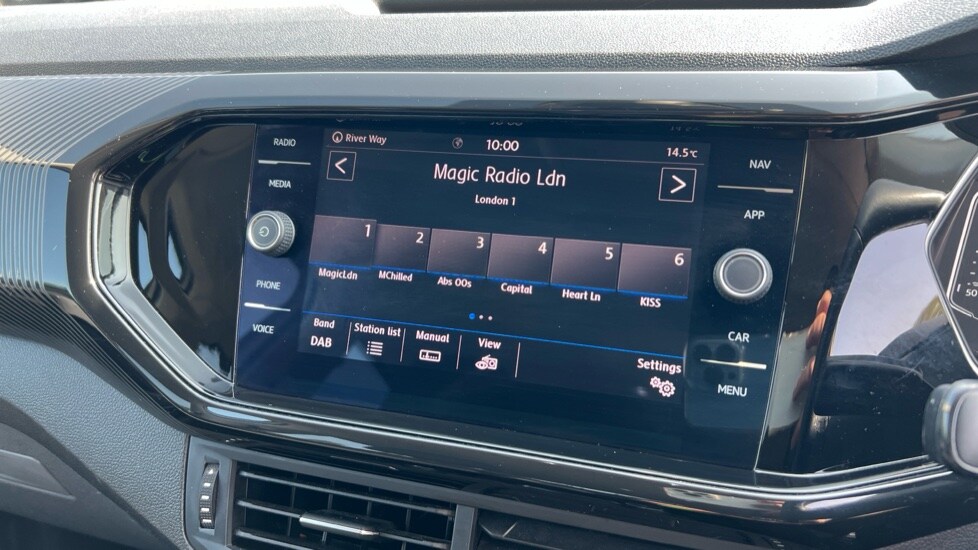 RADIO
MEDIA
PHONE
VOICE
River Way
10:00
14.5°C
Magic Radio Ldn
London 1
1 2 3 4 5 6
MagicLdn MChilled Abs 00s Capital Heart Ln KISS
Band Station list Manual View Settings
DAB
NAV
APP
CAR
MENU
50